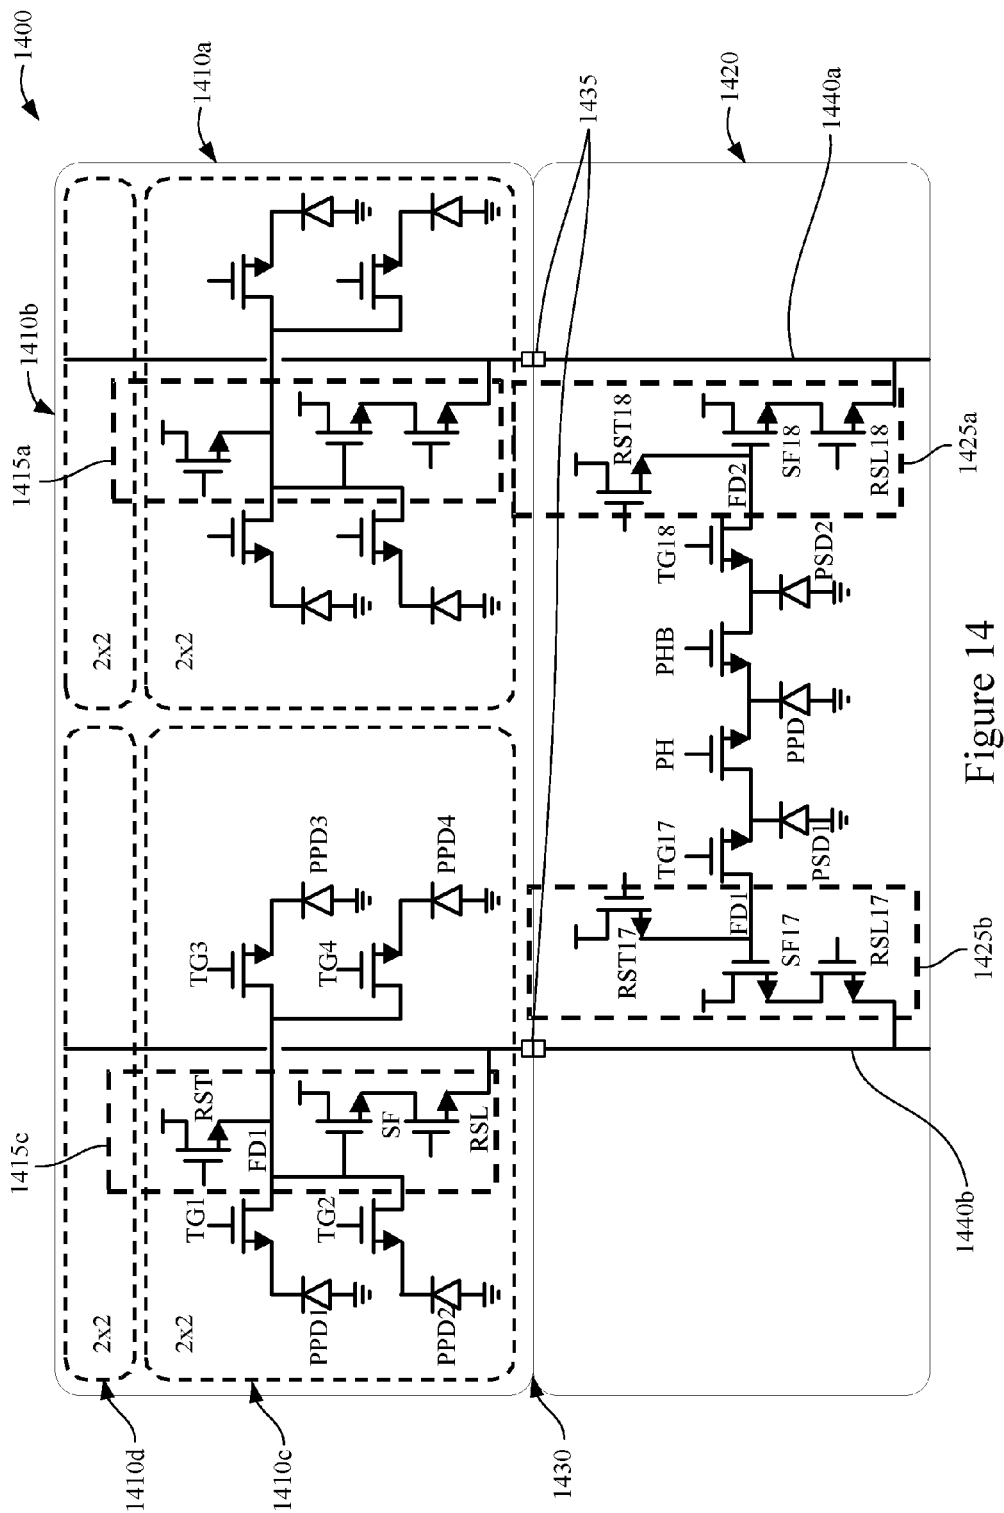 1400
1410b
1410a
1415a
1415c
1435
1420
1440a
2x2
2x2
2x2
2x2
1410d
1410c
1430
RST
FD1
TG1
TG2
TG3
TG4
SF
RSL
PPD1
PPD2
PPD3
PPD4
RST17
RST18
FD1
FD2
TG17
PH
PHB
TG18
SF17
SF18
RSL17
RSL18
PSD1
PPD
PSD2
1425b
1425a
1440b
Figure 14